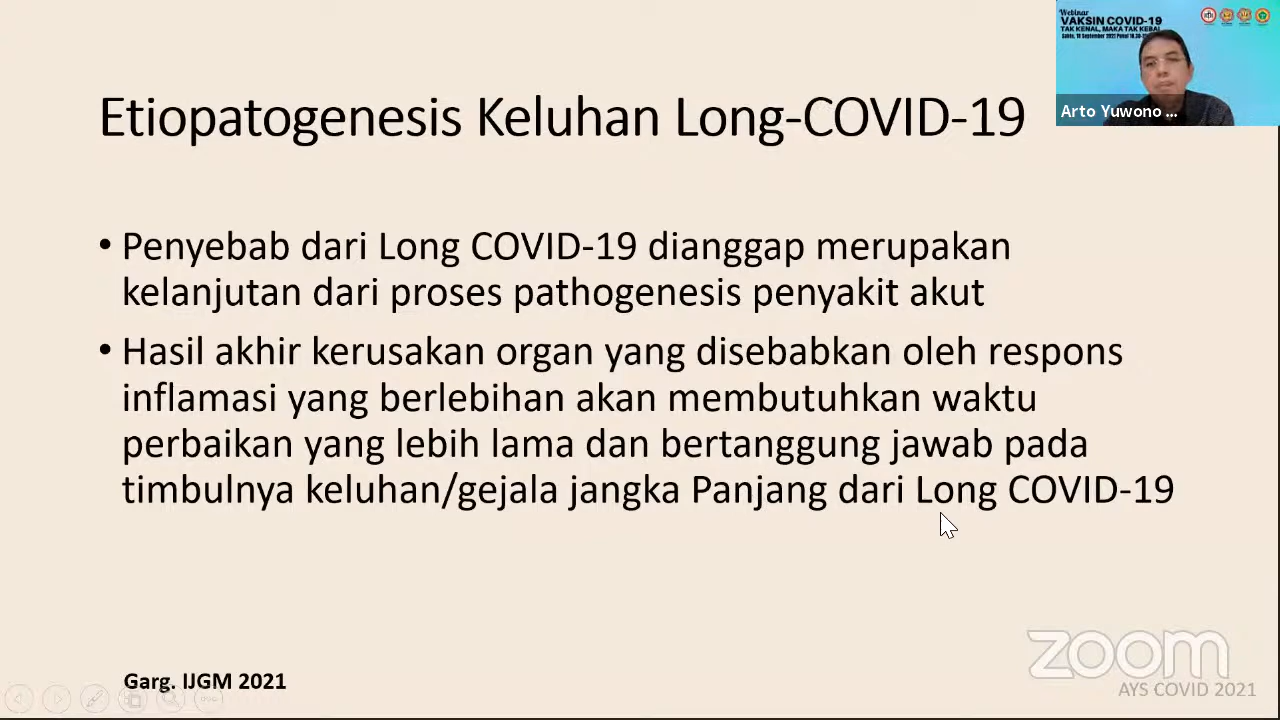 Webinar
VAKSIN COVID-19
TAK KENAL, MAKA TAK KEBAL
Arto Yuwono ...
Etiopatogenesis Keluhan Long-COVID-19
• Penyebab dari Long COVID-19 dianggap merupakan
kelanjutan dari proses pathogenesis penyakit akut
• Hasil akhir kerusakan organ yang disebabkan oleh respons
inflamasi yang berlebihan akan membutuhkan waktu
perbaikan yang lebih lama dan bertanggung jawab pada
timbulnya keluhan/gejala jangka Panjang dari Long COVID-19
Garg. IJGM 2021
zoom
AYS COVID 2021